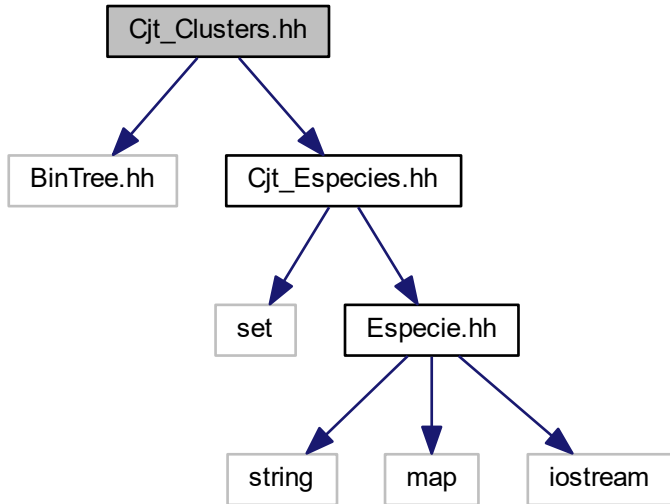 Cjt_Clusters.hh
BinTree.hh
Cjt_Especies.hh
set
Especie.hh
string
map
iostream